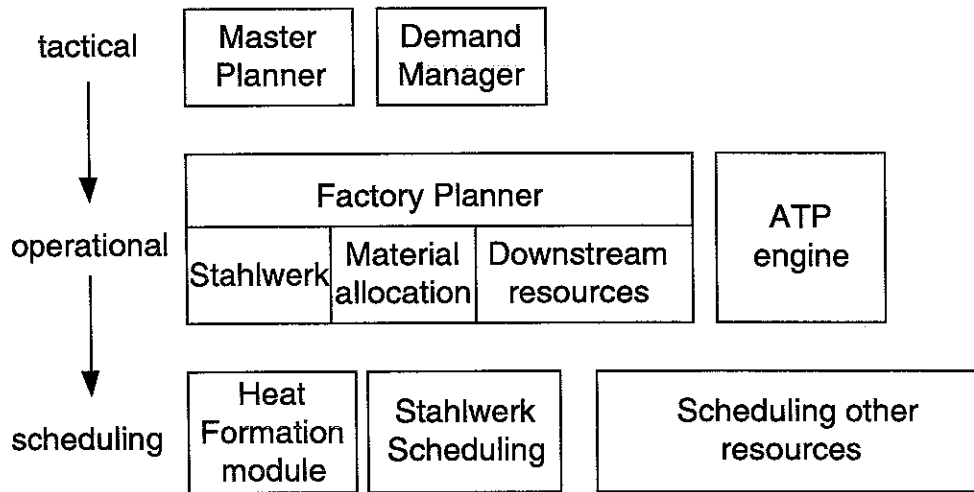 tactical
Master
Planner
Demand
Manager
operational
Factory Planner
Stahlwerk
Material
allocation
Downstream
resources
ATP
engine
scheduling
Heat
Formation
module
Stahlwerk
Scheduling
Scheduling other
resources